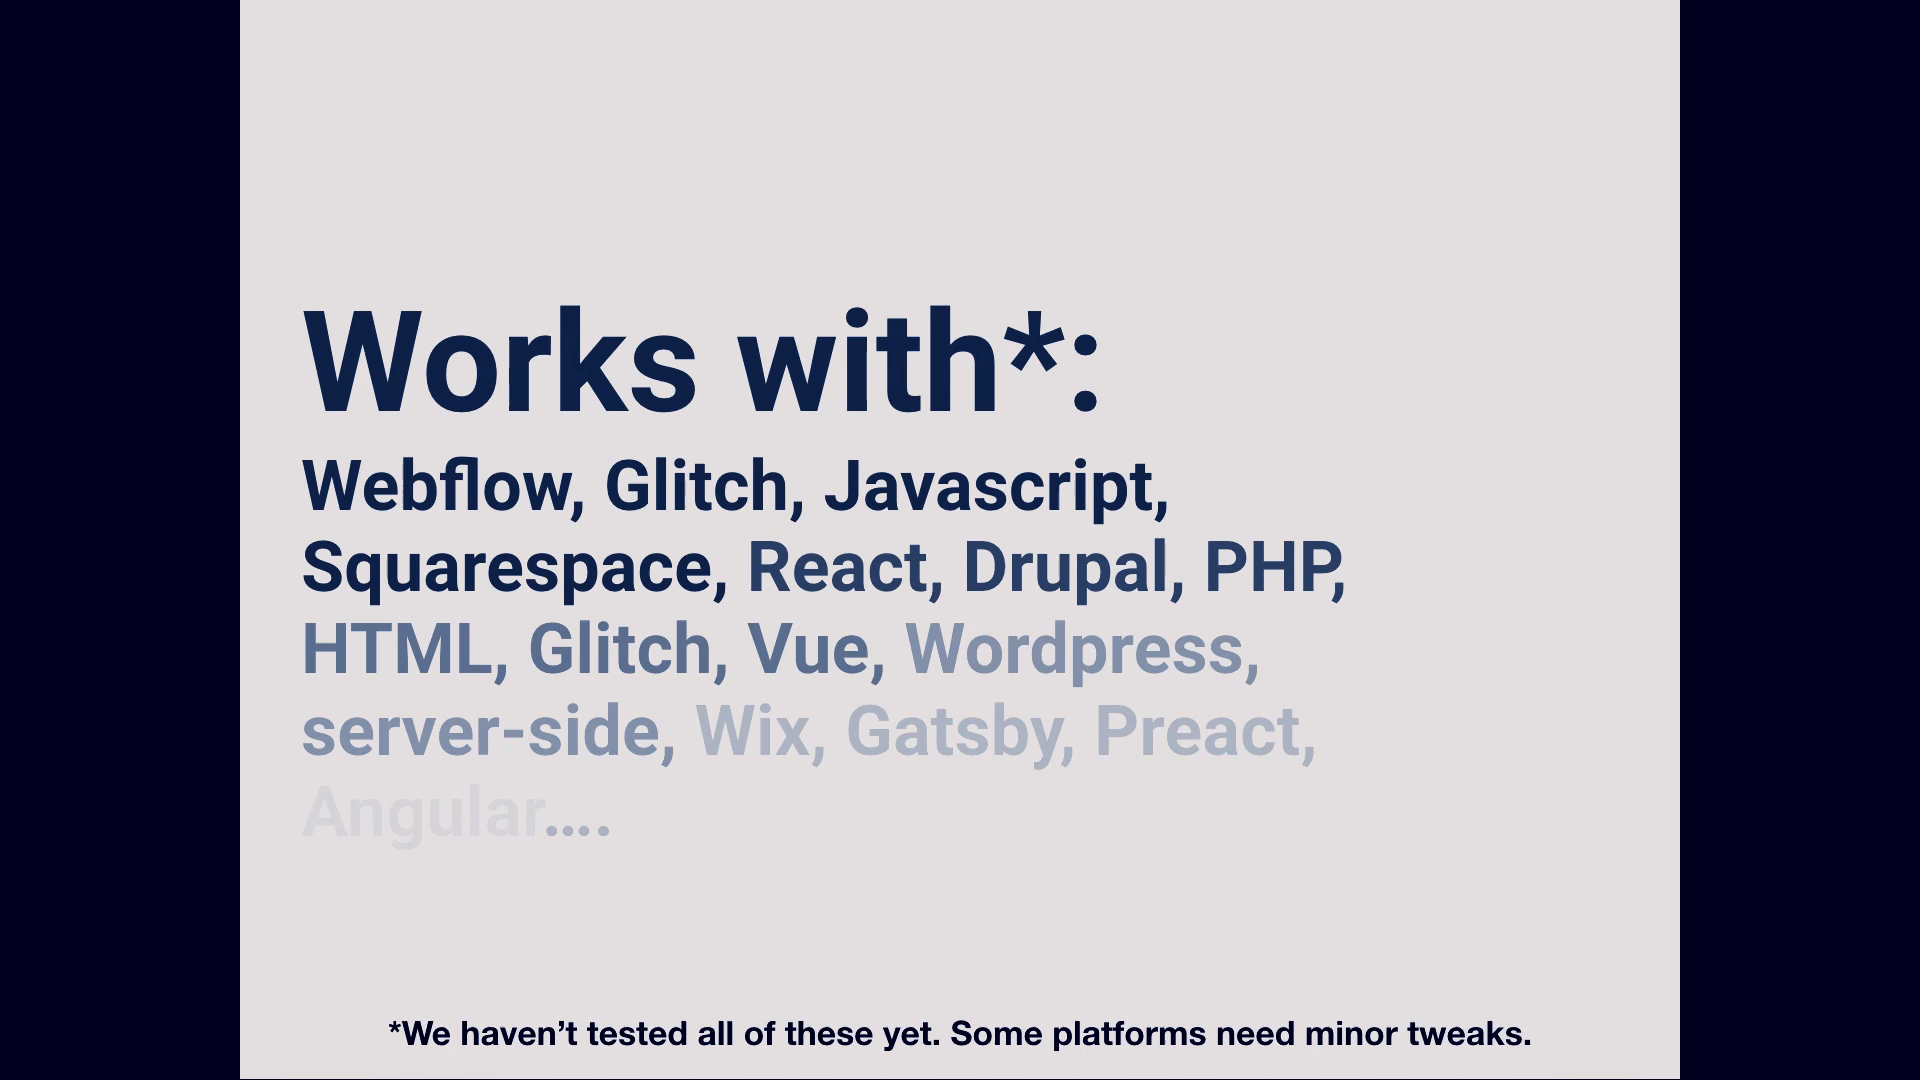 Works with*:
Webflow, Glitch, Javascript,
Squarespace, React, Drupal, PHP,
HTML, Glitch, Vue, Wordpress,
server-side, Wix, Gatsby, Preact,
Angular....
*We haven’t tested all of these yet. Some platforms need minor tweaks.